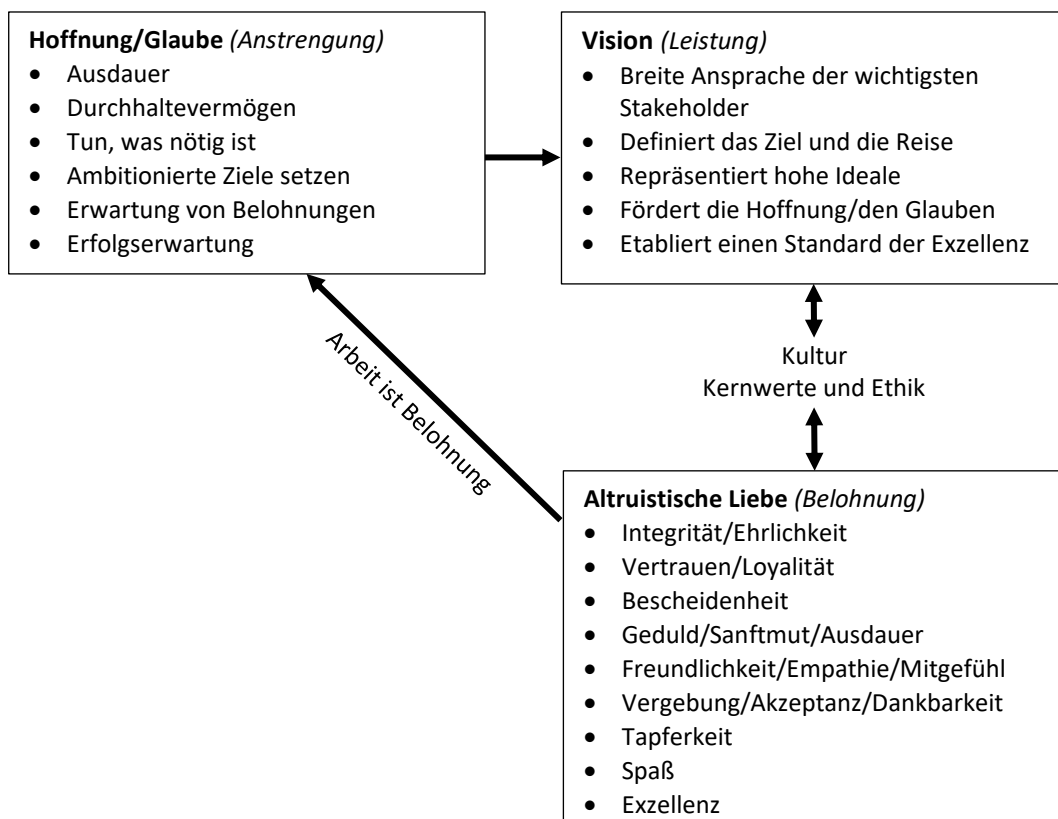 Hoffnung/Glaube (Anstrengung)
• Ausdauer
• Durchhaltevermögen
• Tun, was nötig ist
• Ambitionierte Ziele setzen
• Erwartung von Belohnungen
• Erfolgserwartung
Vision (Leistung)
• Breite Ansprache der wichtigsten
Stakeholder
• Definiert das Ziel und die Reise
• Repräsentiert hohe Ideale
• Fördert die Hoffnung/den Glauben
• Etabliert einen Standard der Exzellenz
Arbeit ist Belohnung
Kultur
Kernwerte und Ethik
Altruistische Liebe (Belohnung)
• Integrität/Ehrlichkeit
• Vertrauen/Loyalität
• Bescheidenheit
• Geduld/Sanftmut/Ausdauer
• Freundlichkeit/Empathie/Mitgefühl
• Vergebung/Akzeptanz/Dankbarkeit
• Tapferkeit
• Spaß
• Exzellenz